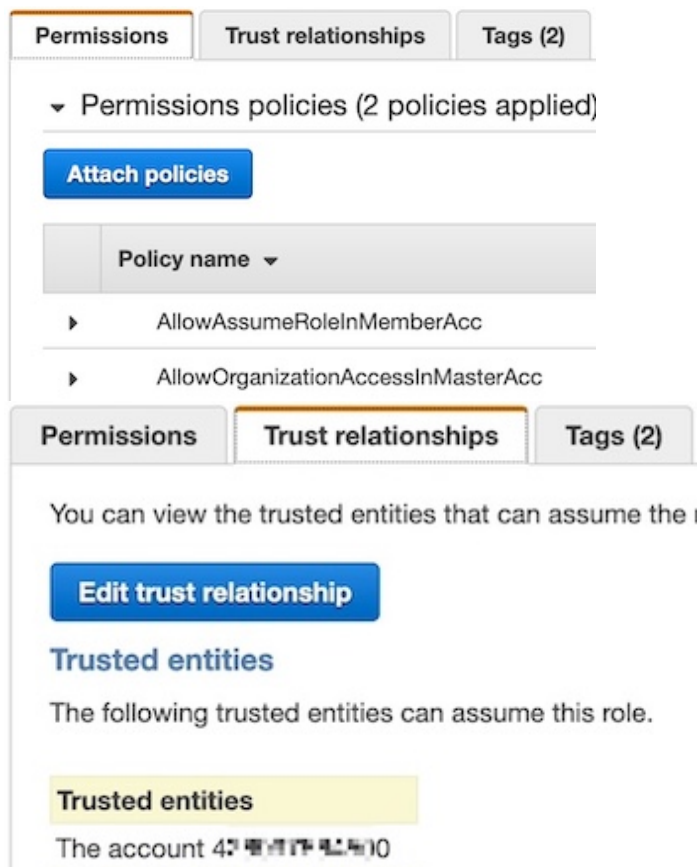 Permissions Trust relationships Tags (2)
Permissions policies (2 policies applied)
Attach policies
Policy name
AllowAssumeRoleInMemberAcc
AllowOrganizationAccessInMasterAcc
Permissions Trust relationships Tags (2)
You can view the trusted entities that can assume the
Edit trust relationship
Trusted entities
The following trusted entities can assume this role.
Trusted entities
The account